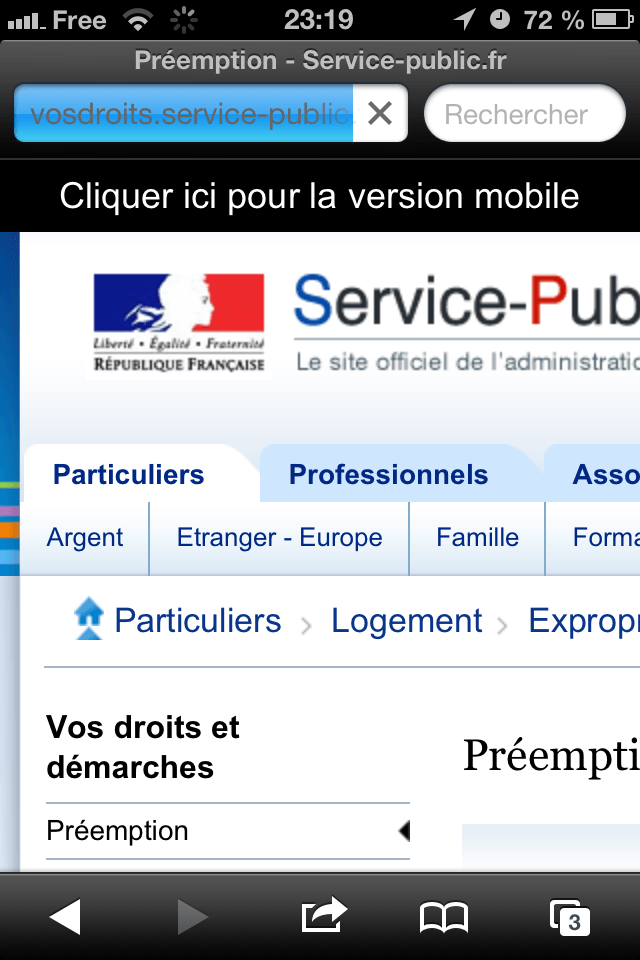 Free 23:19 72 %
Préemption - Service-public.fr
vosdroits.service-public. Rechercher
Cliquer ici pour la version mobile
Service-Pub
Liberté • Égalité • Fraternité
RÉPUBLIQUE FRANÇAISE
Le site officiel de l'administratio
Particuliers Professionnels Asso
Argent Etranger - Europe Famille Forma
Particuliers › Logement › Expropr
Vos droits et
démarches
Préempti
Préemption
3